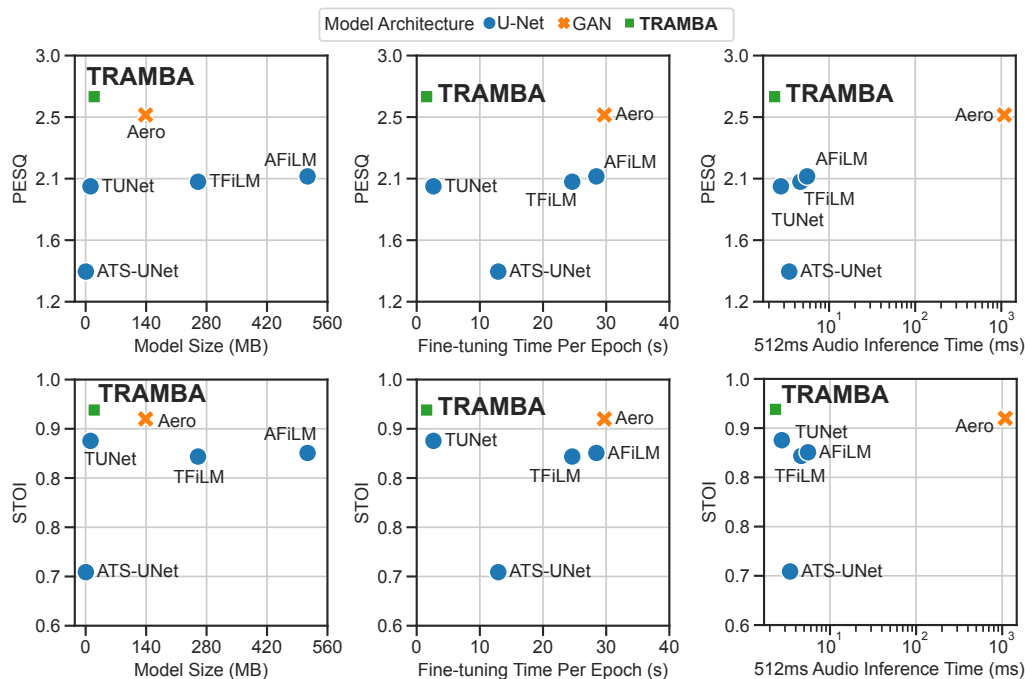 Model Architecture U-Net GAN TRAMBA
3.0
2.5
2.1
1.6
1.2
PESQ
TRAMBA
Aero
AFiLM
TUNet
TFiLM
ATS-UNet
0 140 280 420 560
Model Size (MB)
3.0
2.5
2.1
1.6
1.2
PESQ
TRAMBA
Aero
AFiLM
TUNet
TFiLM
ATS-UNet
0 10 20 30 40
Fine-tuning Time Per Epoch (s)
3.0
2.5
2.1
1.6
1.2
PESQ
TRAMBA
Aero
AFiLM
TFiLM
TUNet
ATS-UNet
10¹ 10² 10³
512ms Audio Inference Time (ms)
1.0
0.9
0.8
0.8
0.7
0.6
STOI
TRAMBA
Aero
AFiLM
TUNet
TFiLM
ATS-UNet
0 140 280 420 560
Model Size (MB)
1.0
0.9
0.8
0.8
0.7
0.6
STOI
TRAMBA
Aero
TUNet
AFiLM
TFiLM
ATS-UNet
0 10 20 30 40
Fine-tuning Time Per Epoch (s)
1.0
0.9
0.8
0.8
0.7
0.6
STOI
TRAMBA
Aero
TUNet
AFiLM
TFiLM
ATS-UNet
10¹ 10² 10³
512ms Audio Inference Time (ms)